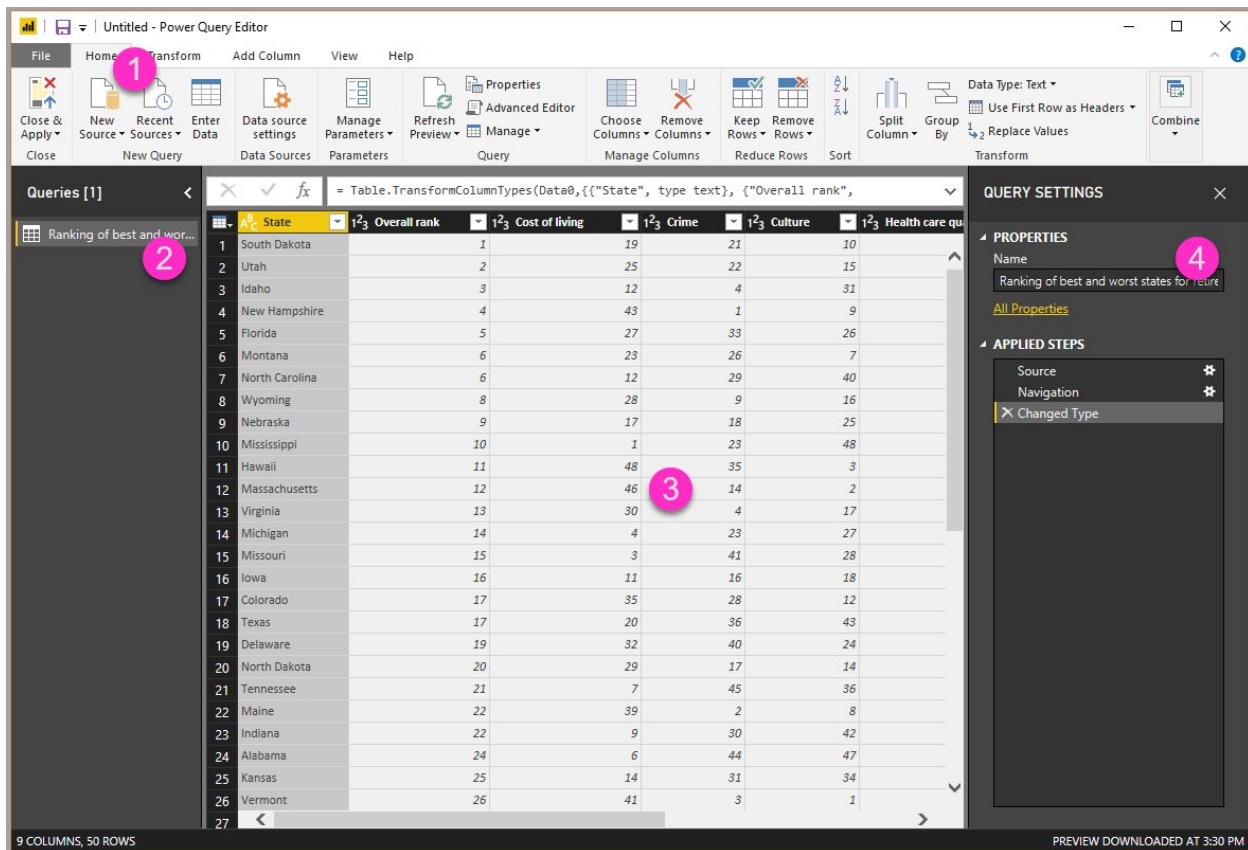 Untitled - Power Query Editor
File Home Transform Add Column View Help
1
Close & Apply
New Source
Recent Sources
Enter Data
Data source settings
Manage Parameters
Refresh Preview
Properties
Advanced Editor
Manage
Choose Columns
Remove Columns
Keep Rows
Remove Rows
Split Column
Group By
Data Type: Text
Use First Row as Headers
Replace Values
Combine
Close New Query Data Sources Parameters Query Manage Columns Reduce Rows Sort Transform
Queries [1]
Ranking of best and wor...
2
fx = Table.TransformColumnTypes(Data0,{{"State", type text}, {"Overall rank",
State Overall rank Cost of living Crime Culture Health care qu
1 South Dakota 1 19 21 10
2 Utah 2 25 22 15
3 Idaho 3 12 4 31
4 New Hampshire 4 43 1 9
5 Florida 5 27 33 26
6 Montana 6 23 26 7
7 North Carolina 6 12 29 40
8 Wyoming 8 28 9 16
9 Nebraska 9 17 18 25
10 Mississippi 10 1 23 48
11 Hawaii 11 48 35 3
12 Massachusetts 12 46 14 2
3
13 Virginia 13 30 4 17
14 Michigan 14 4 23 27
15 Missouri 15 3 41 28
16 Iowa 16 11 16 18
17 Colorado 17 35 28 12
18 Texas 17 20 36 43
19 Delaware 19 32 40 24
20 North Dakota 20 29 17 14
21 Tennessee 21 7 45 36
22 Maine 22 39 2 8
23 Indiana 22 9 30 42
24 Alabama 24 6 44 47
25 Kansas 25 14 31 34
26 Vermont 26 41 3 1
27
QUERY SETTINGS
PROPERTIES
Name
4
Ranking of best and worst states for retire
All Properties
APPLIED STEPS
Source
Navigation
Changed Type
9 COLUMNS, 50 ROWS
PREVIEW DOWNLOADED AT 3:30 PM